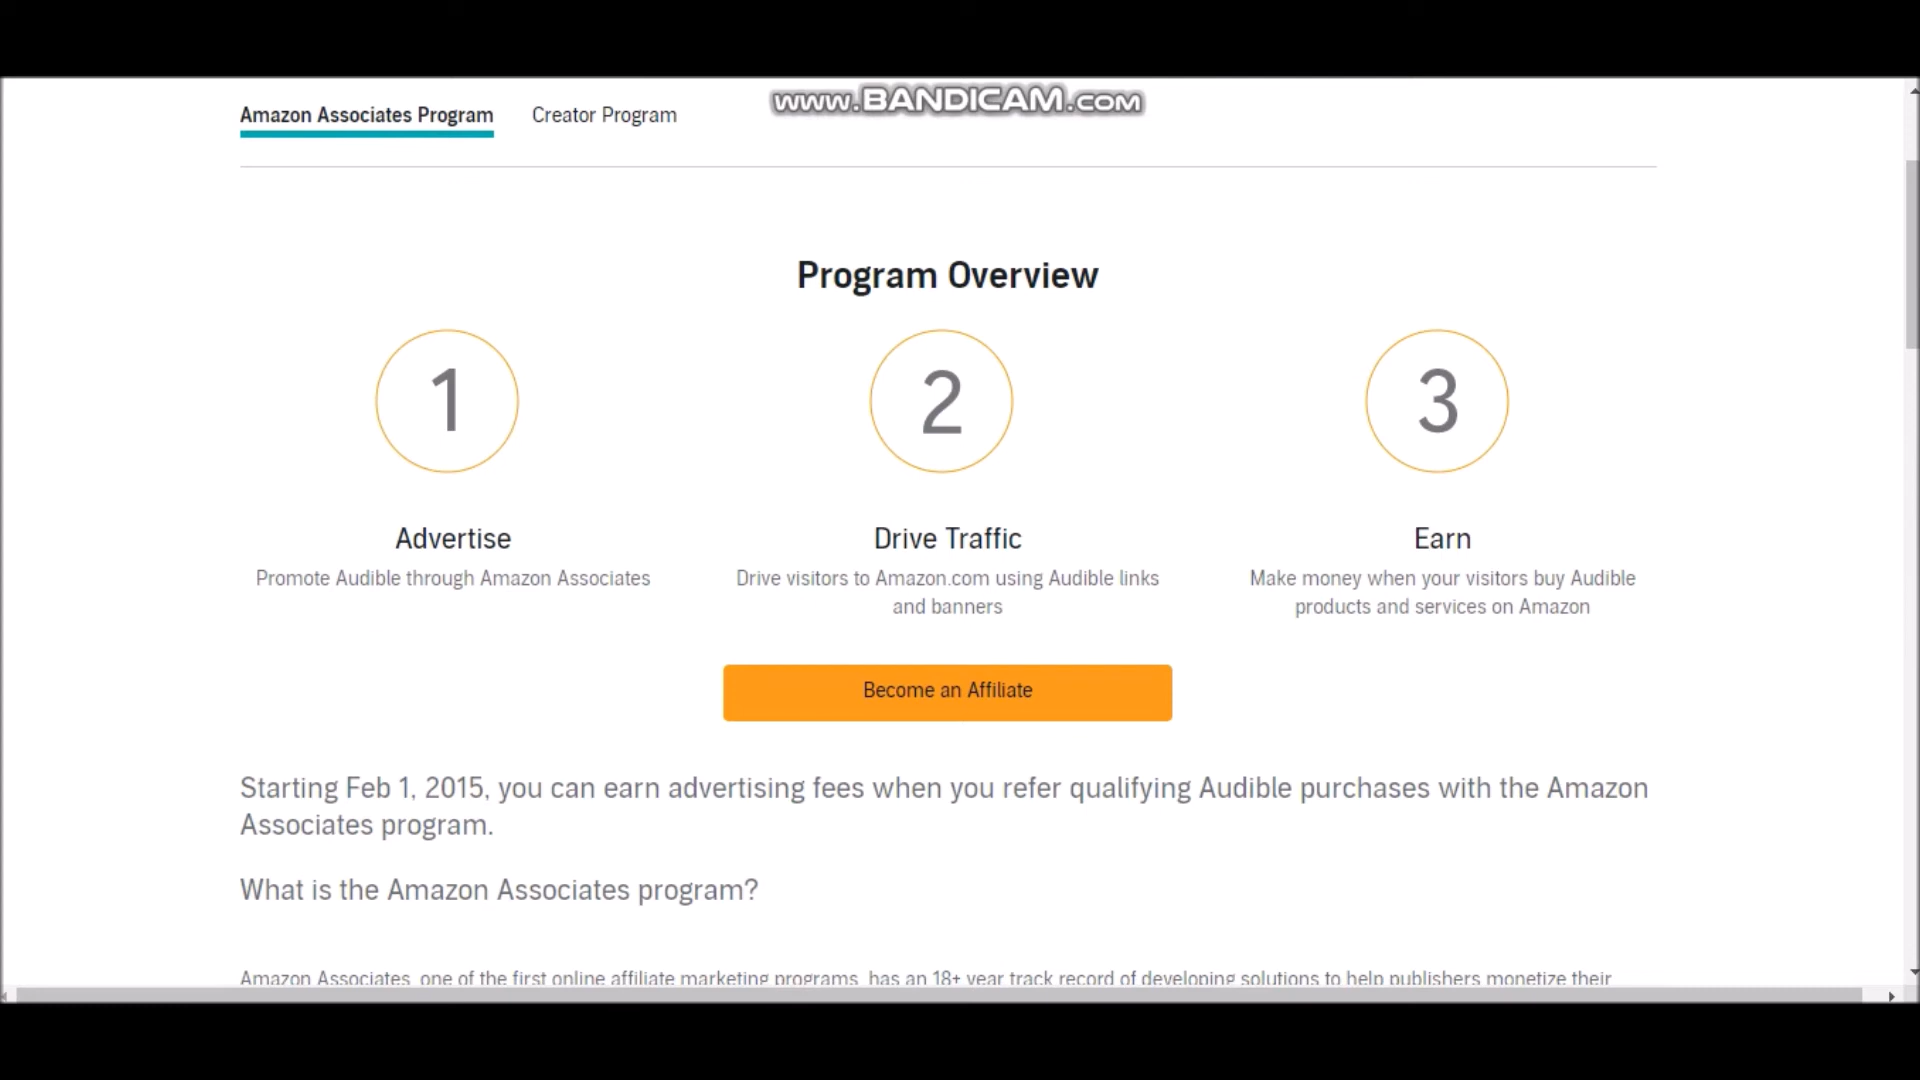 www.BANDICAM.com
Amazon Associates Program
Creator Program
Program Overview
1
2
3
Advertise
Promote Audible through Amazon Associates
Drive Traffic
Drive visitors to Amazon.com using Audible links
and banners
Earn
Make money when your visitors buy Audible
products and services on Amazon
Become an Affiliate
Starting Feb 1, 2015, you can earn advertising fees when you refer qualifying Audible purchases with the Amazon
Associates program.
What is the Amazon Associates program?
Amazon Associates, one of the first online affiliate marketing programs, has an 18+ year track record of developing solutions to help publishers monetize their